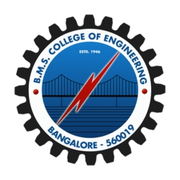 ESTD. 1946
B.M.S. COLLEGE OF ENGINEERING
BANGALORE - 560019